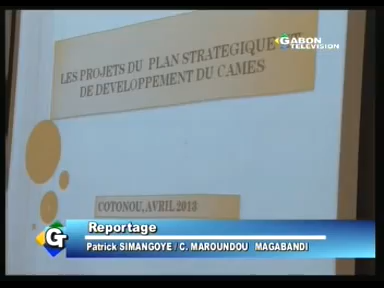 GABON
TELEVISION
LES PROJETS DU PLAN STRATEGIQUE
DE DEVELOPPEMENT DU CAMES
COTONOU, AVRIL 2013
G
Reportage
Patrick SIMANGOYE / C. MAROUNDOU MAGABANDI